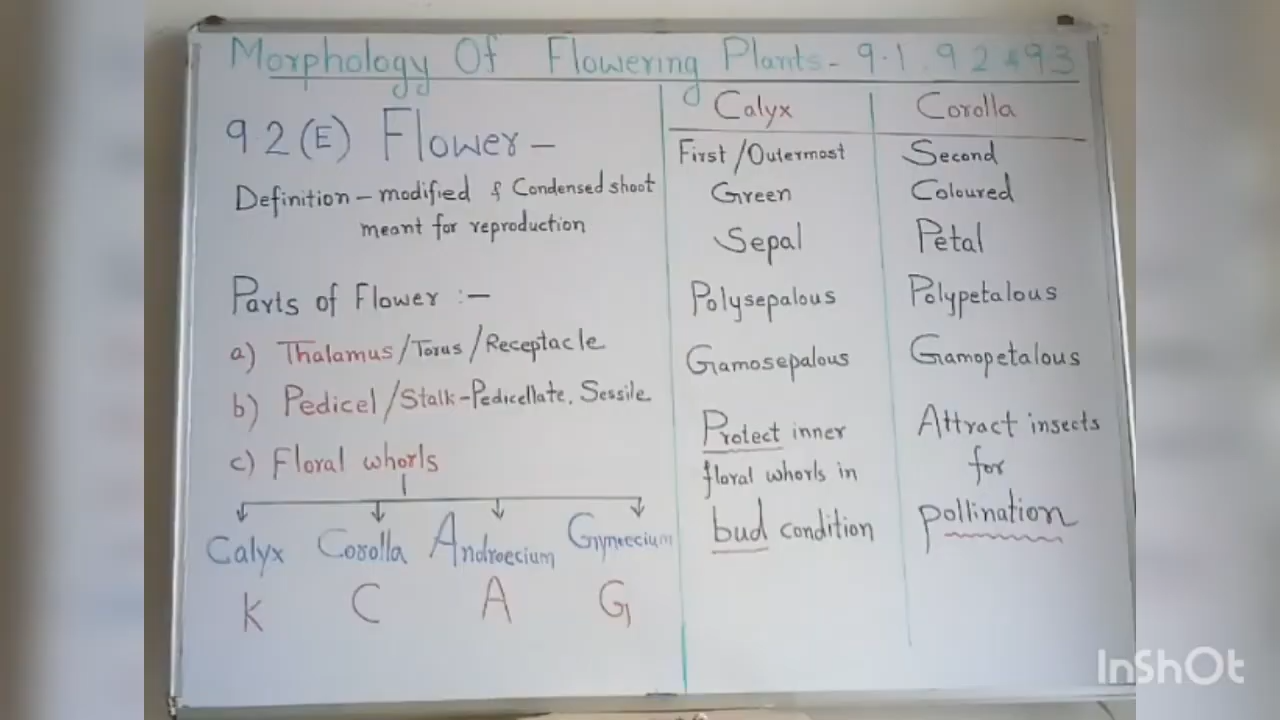 Morphology Of Flowering Plants - 9.1, 9.2 & 9.3
9.2 (E) Flower -
Definition - modified & Condensed shoot
meant for reproduction
Parts of Flower :-
a) Thalamus/Torus/Receptacle
b) Pedicel/Stalk-Pedicellate, Sessile
c) Floral whorls
Calyx Corolla Androecium Gynoecium
K C A G
Calyx Corolla
First/Outermost Second
Green Coloured
Sepal Petal
Polysepalous Polypetalous
Gamosepalous Gamopetalous
Protect inner Attract insects
floral whorls in for
bud condition pollination
InShOt